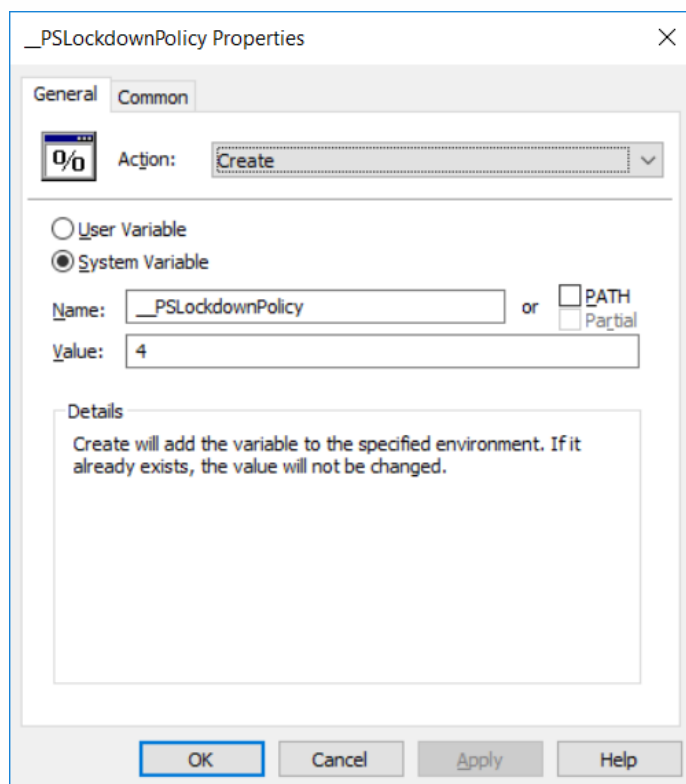 __PSLockdownPolicy Properties
General Common
% Action: Create
User Variable
System Variable
Name: __PSLockdownPolicy or PATH
Partial
Value: 4
Details
Create will add the variable to the specified environment. If it
already exists, the value will not be changed.
OK Cancel Apply Help